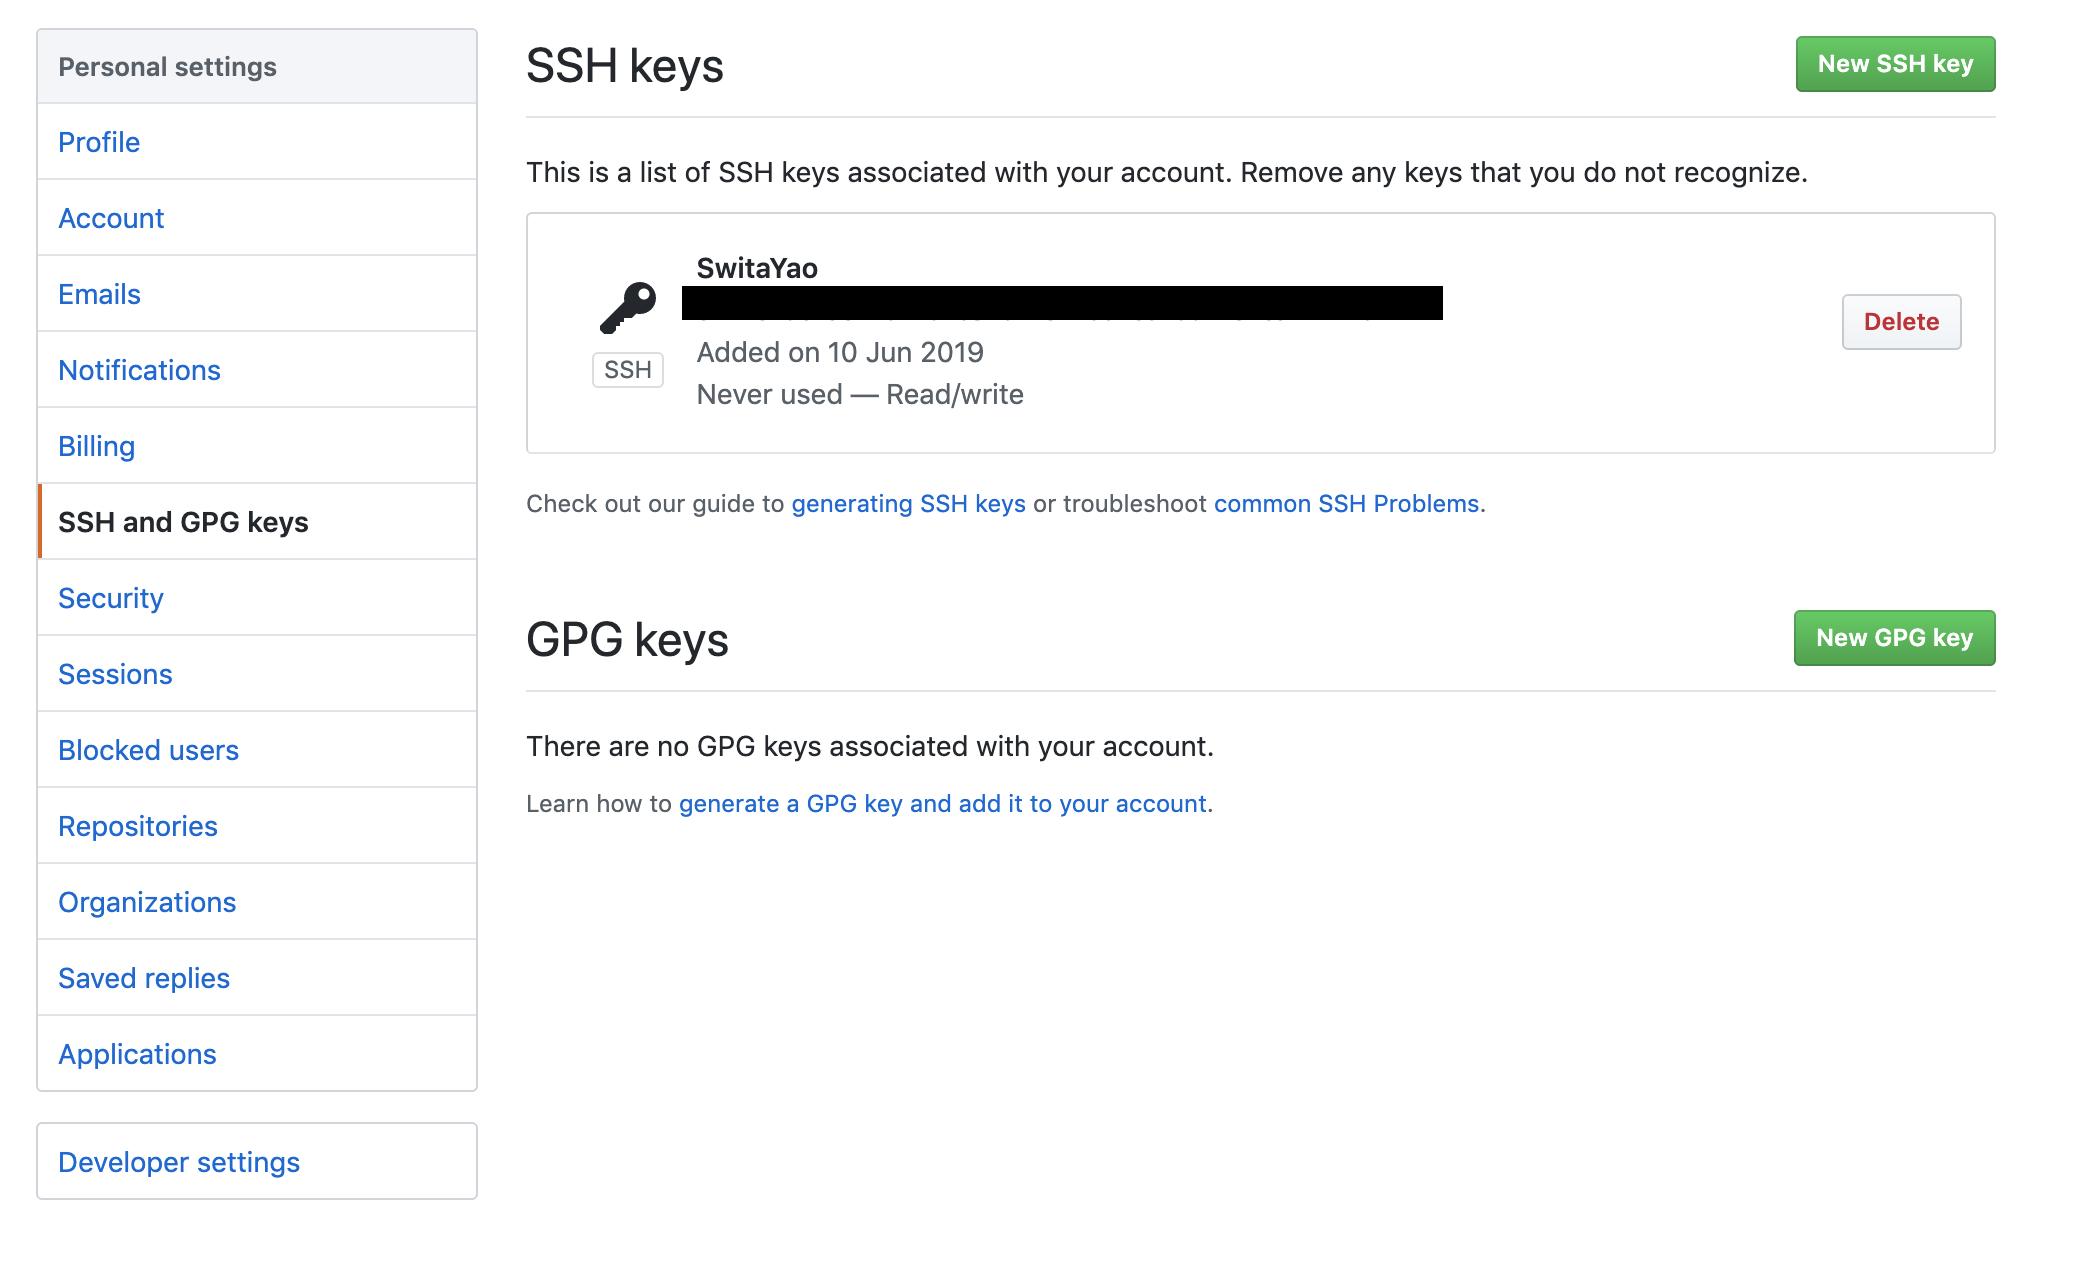 Personal settings
Profile
Account
Emails
Notifications
Billing
SSH and GPG keys
Security
Sessions
Blocked users
Repositories
Organizations
Saved replies
Applications
Developer settings
SSH keys
New SSH key
This is a list of SSH keys associated with your account. Remove any keys that you do not recognize.
SwitaYao
Added on 10 Jun 2019
Never used — Read/write
SSH
Delete
Check out our guide to generating SSH keys or troubleshoot common SSH Problems.
GPG keys
New GPG key
There are no GPG keys associated with your account.
Learn how to generate a GPG key and add it to your account.